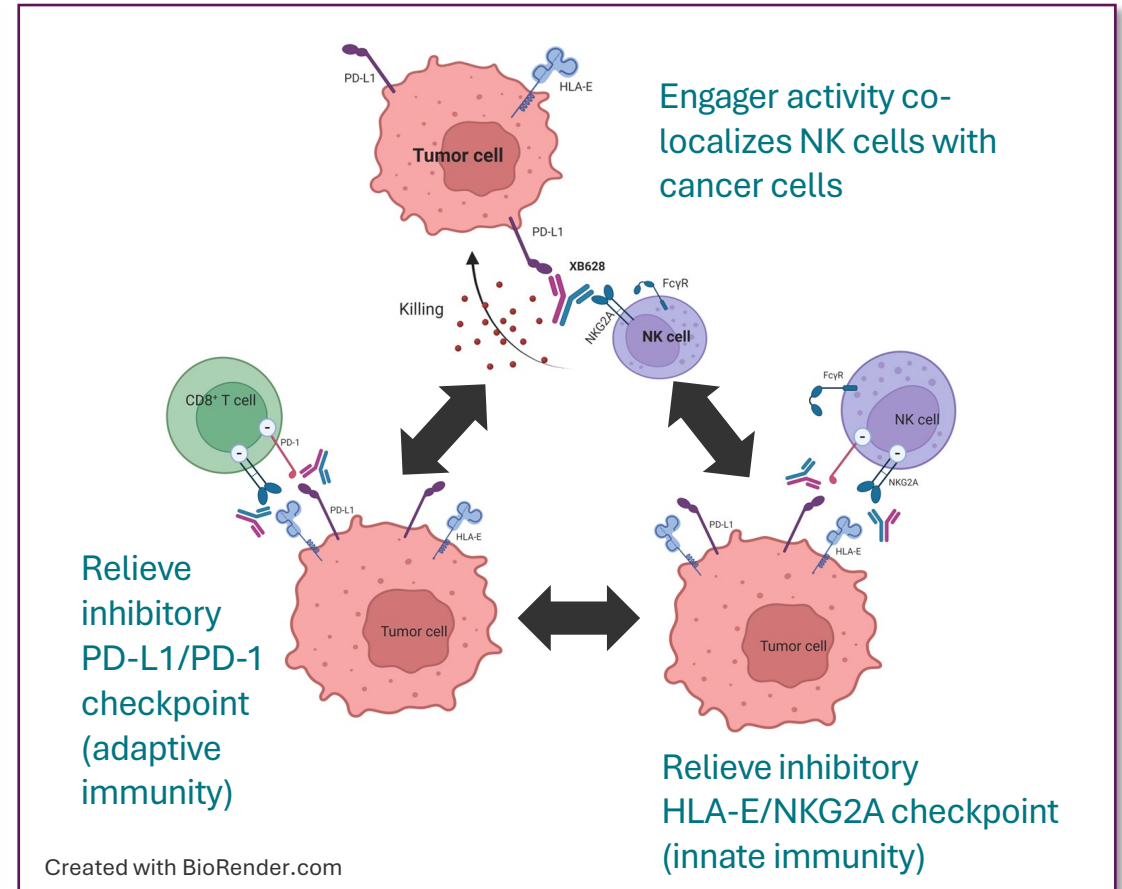 PD-L1
HLA-E
Tumor cell
Engager activity co-
localizes NK cells with
cancer cells
PD-L1
XB628
FcγR
Killing
NKG2A
NK cell
CD8⁺ T cell
-
PD-1
-
PD-L1
HLA-E
Tumor cell
FcγR
NK cell
-
-
NKG2A
PD-L1
HLA-E
Tumor cell
Relieve
inhibitory
PD-L1/PD-1
checkpoint
(adaptive
immunity)
Relieve inhibitory
HLA-E/NKG2A checkpoint
(innate immunity)
Created with BioRender.com